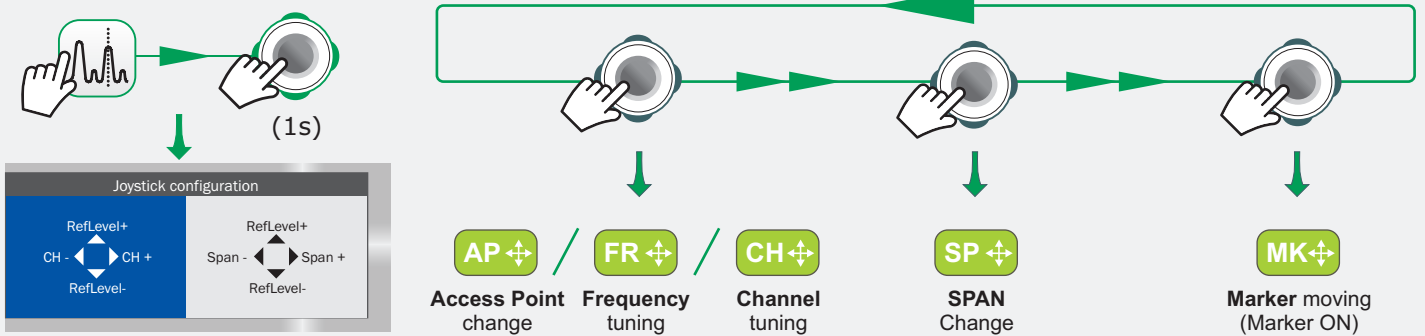 (1s)
Joystick configuration
RefLevel+
CH - CH +
RefLevel-
RefLevel+
Span - Span +
RefLevel-
AP / FR / CH
Access Point change
Frequency tuning
Channel tuning
SP
SPAN
Change
MK
Marker moving
(Marker ON)